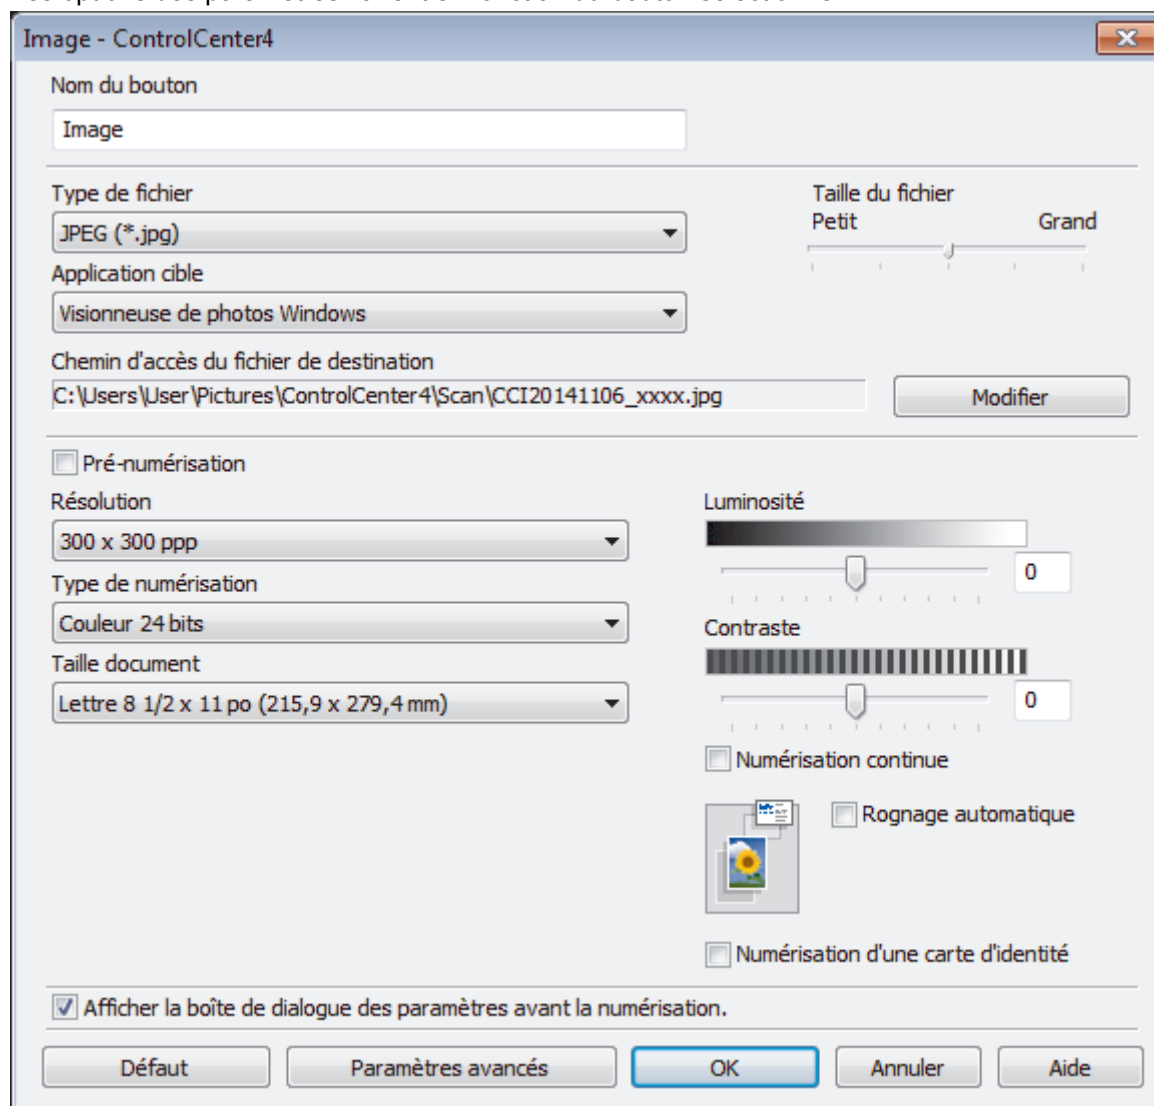 Image - ControlCenter4
Nom du bouton
Image
Type de fichier
JPEG (*.jpg)
Taille du fichier
Petit Grand
Application cible
Visionneuse de photos Windows
Chemin d'accès du fichier de destination
C:\Users\User\Pictures\ControlCenter4\Scan\CCI20141106_xxxx.jpg
Modifier
Pré-numérisation
Résolution
300 x 300 ppp
Type de numérisation
Couleur 24 bits
Taille document
Lettre 8 1/2 x 11 po (215,9 x 279,4 mm)
Luminosité
0
Contraste
0
Numérisation continue
Rognage automatique
Numérisation d'une carte d'identité
Afficher la boîte de dialogue des paramètres avant la numérisation.
Défaut Paramètres avancés OK Annuler Aide